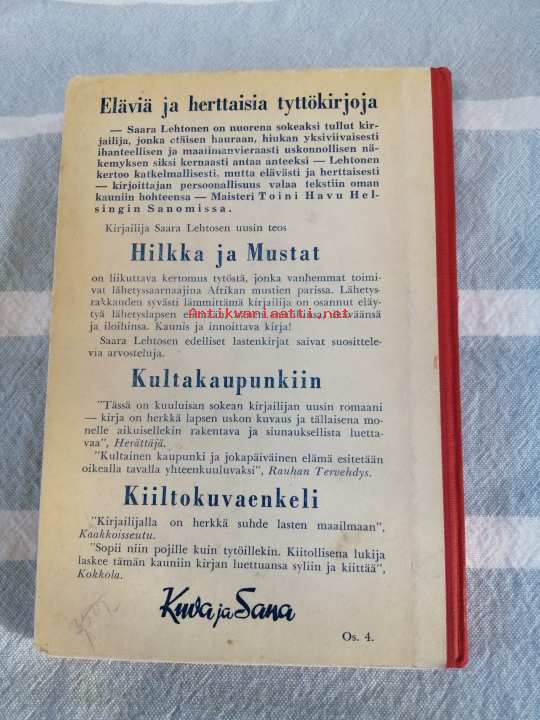 Eläviä ja herttaisia tyttökirjoja
— Saara Lehtonen on nuorena sokeaksi tullut kir-
jailija, jonka etäisen hauraan, hiukan yksiviivaisesti
ihanteellisen ja maailmanvieraasti uskonnollisen nä-
kemyksen siksi kernaasti antaa anteeksi — Lehtonen
kertoo katkelmallisesti, mutta elävästi ja herttaisesti
— kirjoittajan persoonallisuus valaa tekstiin oman
kauniin hohteensa — Maisteri Toini Havu Hel-
singin Sanomissa.
Kirjailija Saara Lehtosen uusin teos
Hilkka ja Mustat
on liikuttava kertomus tytöstä, jonka vanhemmat toimi-
vat lähetyssaarnaajina Afrikan mustien parissa. Lähetys-
rakkauden syvästi lämmittämä kirjailija on osannut eläy-
tyä lähetyslapsen
ja iloihinsa. Kaunis ja innoittava kirja!
Antikvariaatti.net
Saara Lehtosen edelliset lastenkirjat saivat suosittele-
via arvosteluja.
Kultakaupunkiin
"Tässä on kuuluisan sokean kirjailijan uusin romaani
— kirja on herkkä lapsen uskon kuvaus ja tällaisena mo-
nelle aikuisellekin rakentava ja siunauksellista luetta-
vaa", Herättäjä.
"Kultainen kaupunki ja jokapäiväinen elämä esitetään
oikealla tavalla yhteenkuuluvaksi", Rauhan Tervehdys.
Kiiltokuvaenkeli
"Kirjailijalla on herkkä suhde lasten maailmaan",
Kaakkoisseutu.
"Sopii niin pojille kuin tytöillekin. Kiitollisena lukija
laskee tämän kauniin kirjan luettuansa syliin ja kiittää",
Kokkola.
Kuva ja Sana
Os. 4.